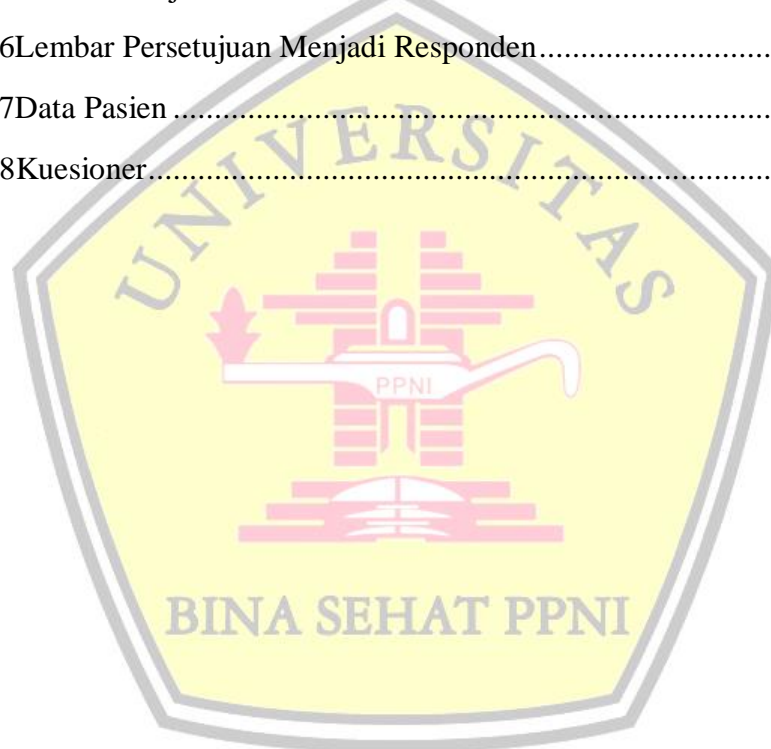 6Lembar Persetujuan Menjadi Responden...........................
7Data Pasien........................................................................
8Kuesioner...........................................................................
UNIVERSITAS
PPNI
BINA SEHAT PPNI